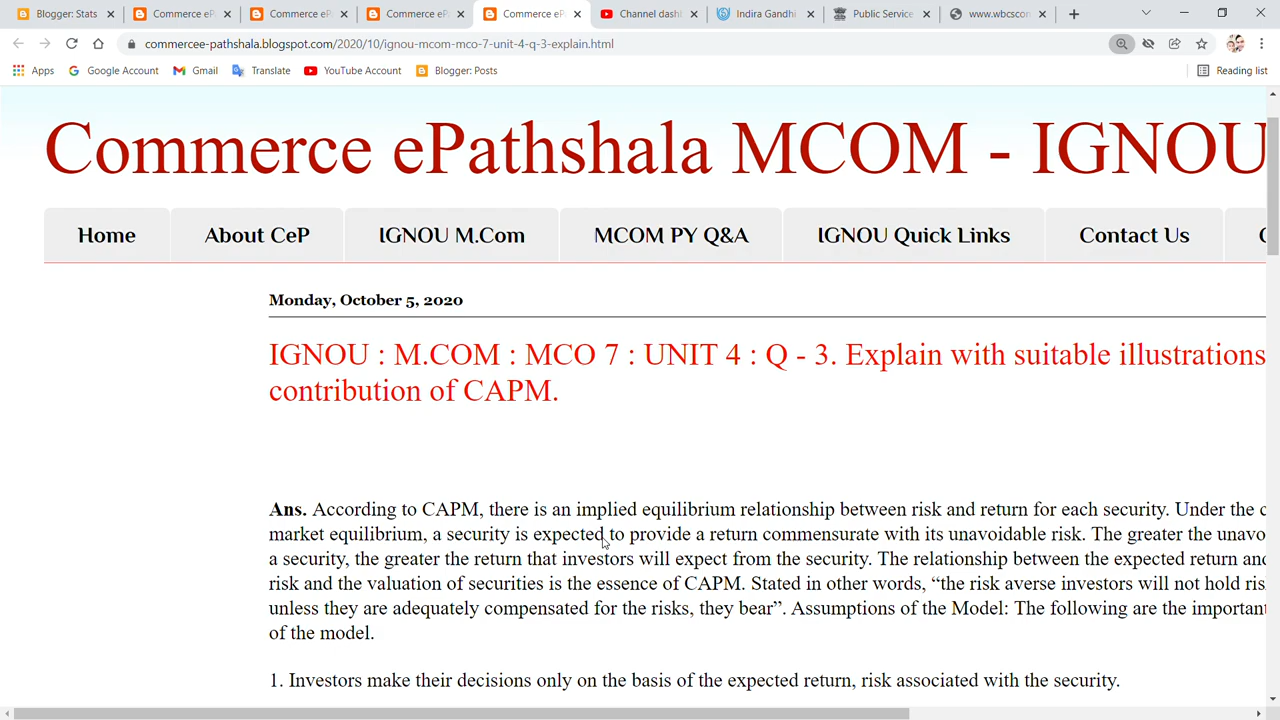 Blogger: Stats
Commerce eP
Commerce eP
Commerce eP
Commerce eP
Channel dash
Indira Gandhi
Public Service
www.wbcscon
commercee-pathshala.blogspot.com/2020/10/ignou-mcom-mco-7-unit-4-q-3-explain.html
Apps
Google Account
Gmail
Translate
YouTube Account
Blogger: Posts
Reading list
Commerce ePathshala MCOM - IGNOU
Home
About CeP
IGNOU M.Com
MCOM PY Q&A
IGNOU Quick Links
Contact Us
Monday, October 5, 2020
IGNOU : M.COM : MCO 7 : UNIT 4 : Q - 3. Explain with suitable illustrations
contribution of CAPM.
Ans. According to CAPM, there is an implied equilibrium relationship between risk and return for each security. Under the c
market equilibrium, a security is expected to provide a return commensurate with its unavoidable risk. The greater the unavo
a security, the greater the return that investors will expect from the security. The relationship between the expected return and
risk and the valuation of securities is the essence of CAPM. Stated in other words, “the risk averse investors will not hold ris
unless they are adequately compensated for the risks, they bear”. Assumptions of the Model: The following are the important
of the model.
1. Investors make their decisions only on the basis of the expected return, risk associated with the security.